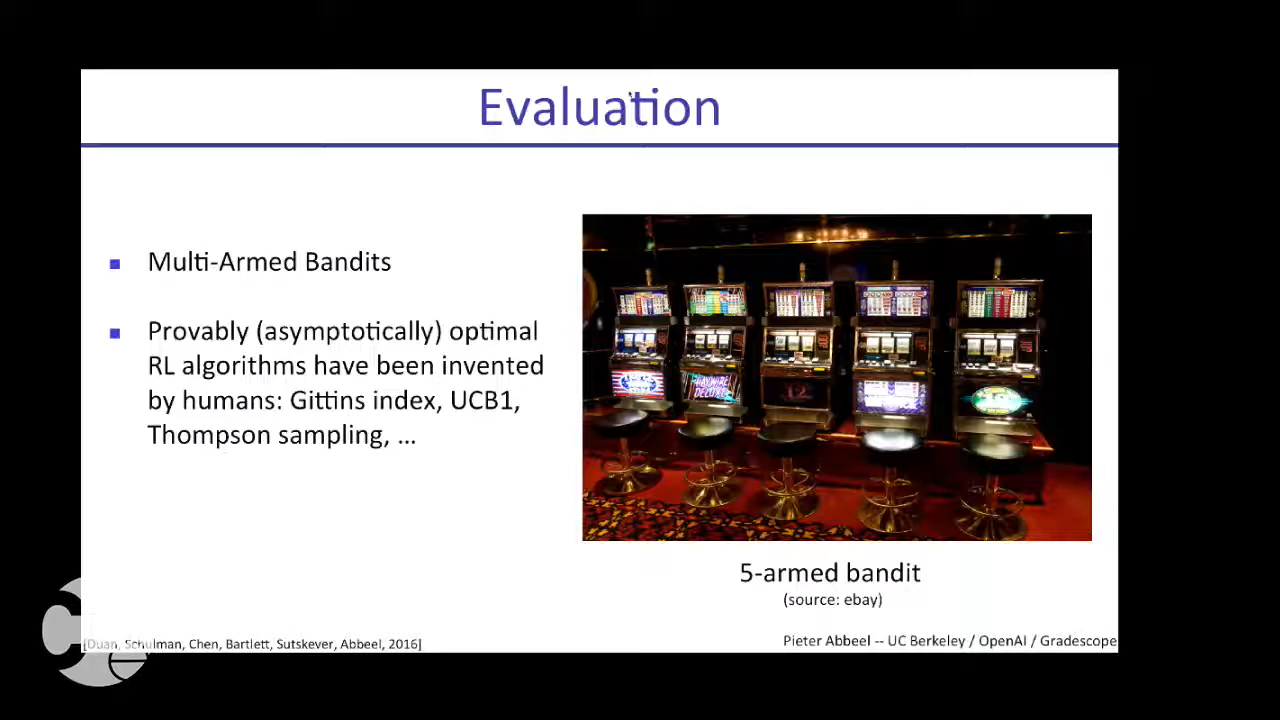 Evaluation
Multi-Armed Bandits
Provably (asymptotically) optimal
RL algorithms have been invented
by humans: Gittins index, UCB1,
Thompson sampling, ...
5-armed bandit
(source: ebay)
[Duan, Schulman, Chen, Bartlett, Sutskever, Abbeel, 2016]
Pieter Abbeel -- UC Berkeley / OpenAI / Gradescope